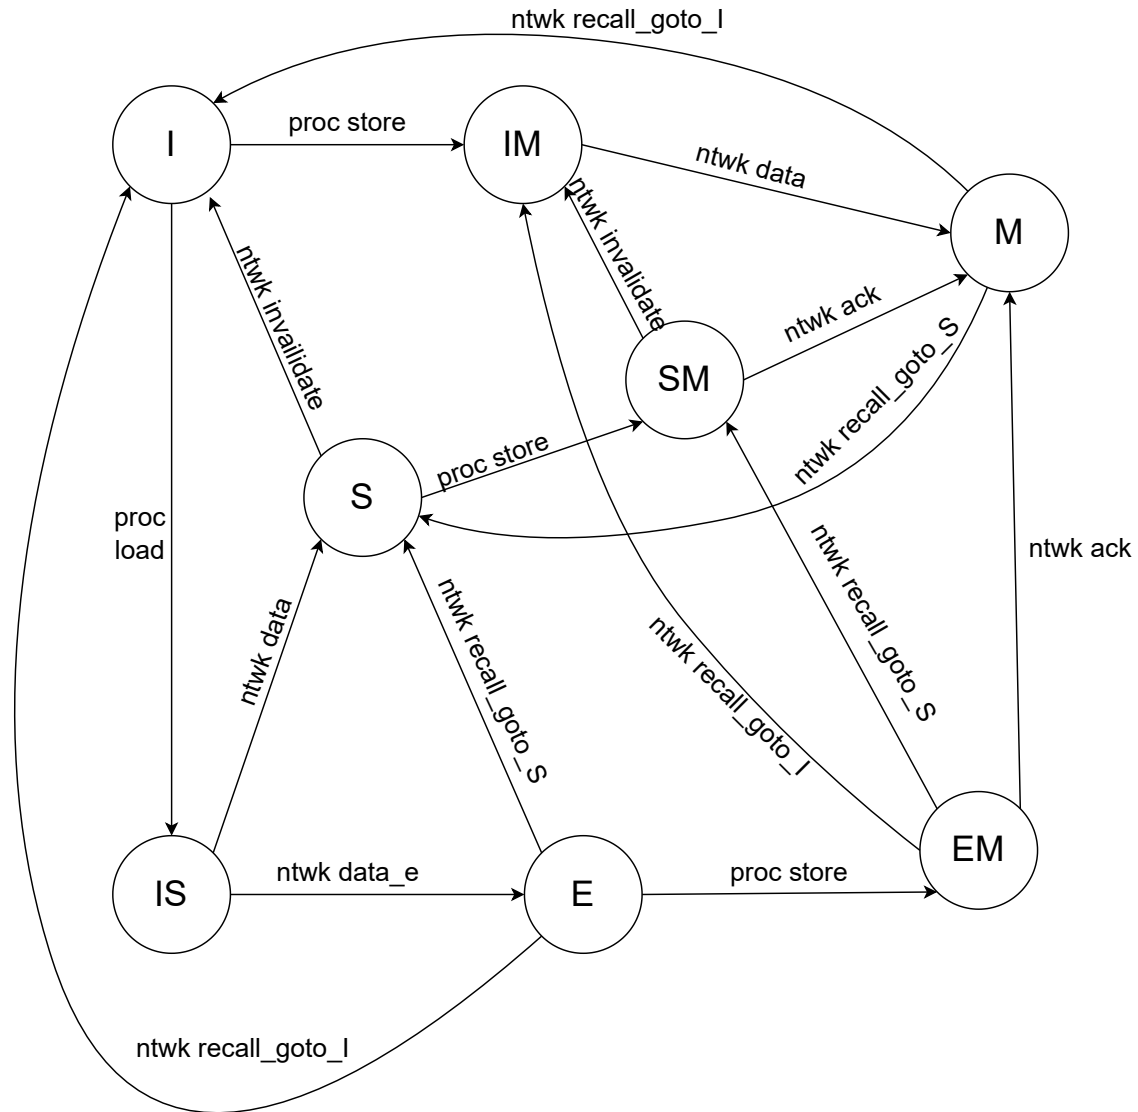 ntwk recall_goto_I
I
proc store
IM
ntwk data
M
ntwk invailidate
ntwk invalidate
SM
ntwk ack
ntwk recall_goto_S
S
proc store
proc
load
ntwk data
ntwk recall_goto_S
ntwk recall_goto_I
ntwk recall_goto_S
ntwk ack
IS
ntwk data_e
E
proc store
EM
ntwk recall_goto_I